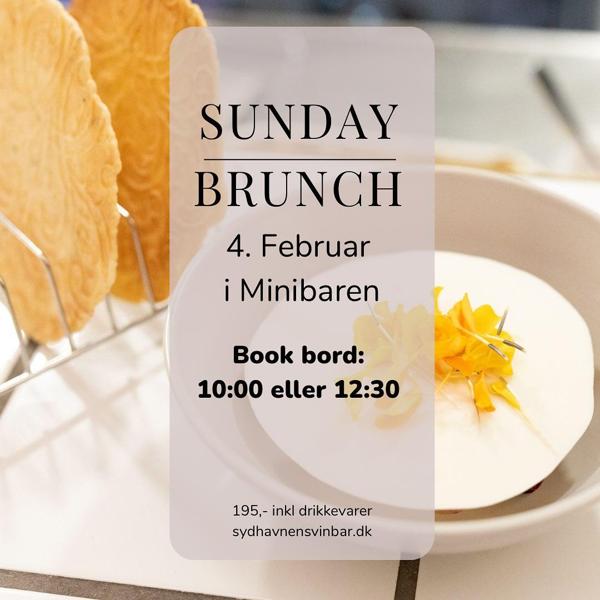 SUNDAY
BRUNCH
4. Februar
i Minibaren
Book bord:
10:00 eller 12:30
195,- inkl drikkevarer
sydhavnensvinbar.dk